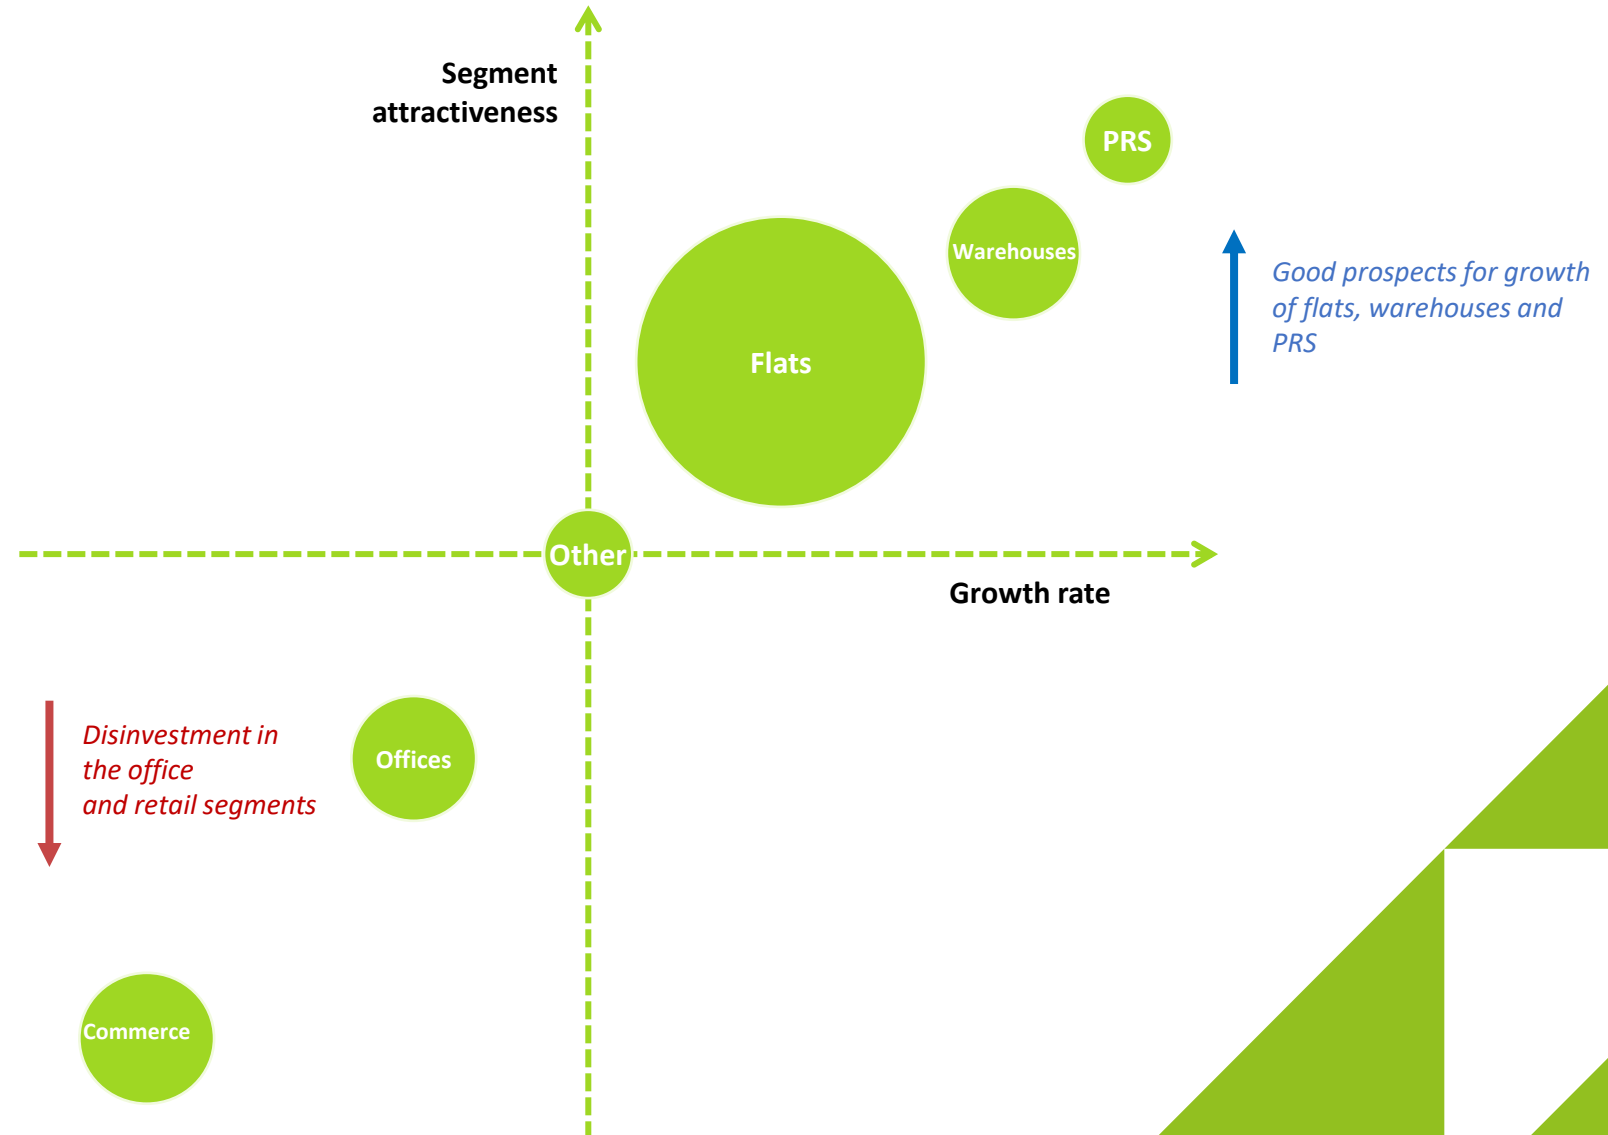 Segment
attractiveness
PRS
Warehouses
Good prospects for growth
of flats, warehouses and
PRS
Flats
Other
Growth rate
Disinvestment in
the office
and retail segments
Offices
Commerce